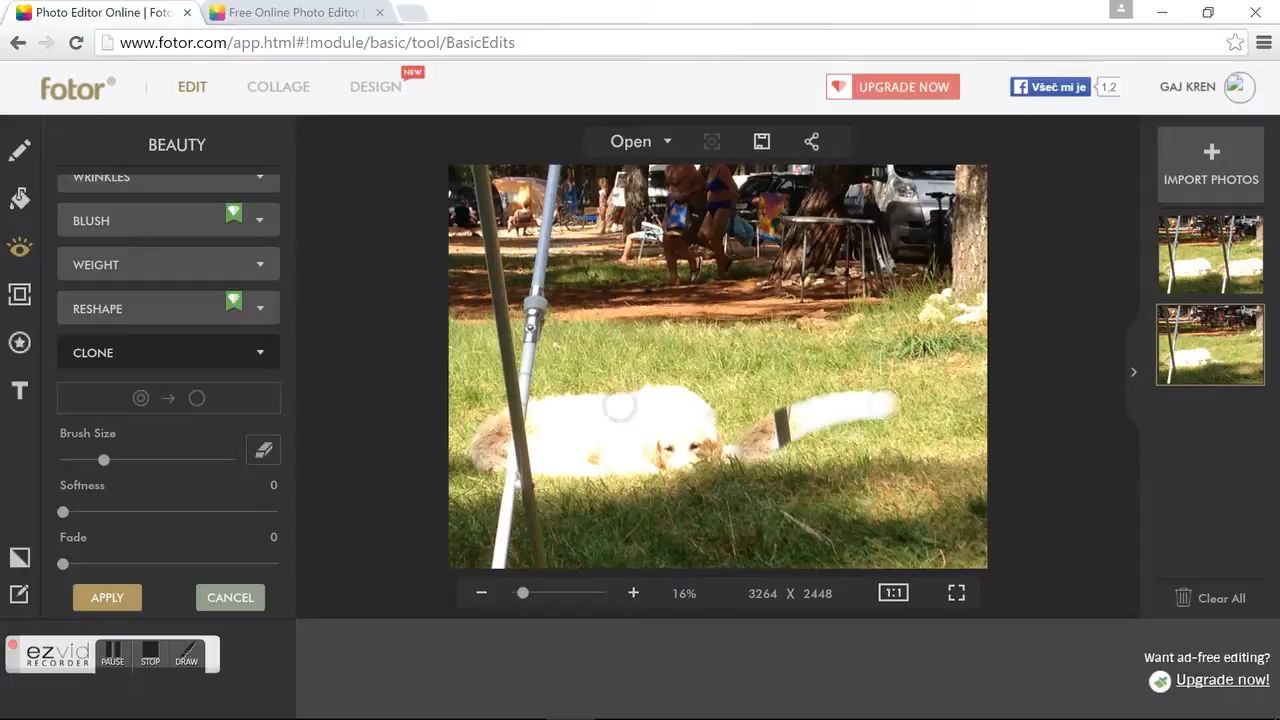 Photo Editor Online | Foto
Free Online Photo Editor
www.fotor.com/app.html#!module/basic/tool/BasicEdits
fotor®
EDIT
COLLAGE
DESIGN
NEW
UPGRADE NOW
Všeč mi je
1,2
GAJ KREN
BEAUTY
Open
WRINKLES
BLUSH
WEIGHT
RESHAPE
CLONE
Brush Size
Softness 0
Fade 0
APPLY
CANCEL
IMPORT PHOTOS
16%
3264 X 2448
1:1
Clear All
T
ezvid
RECORDER
PAUSE
STOP
DRAW
Want ad-free editing?
Upgrade now!